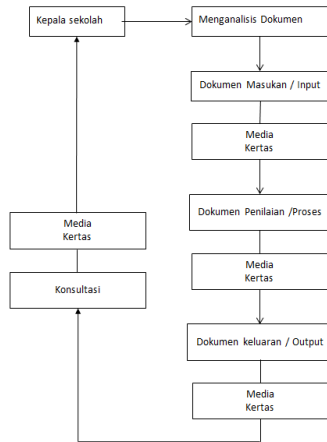 Kepala sekolah
Menganalisis Dokumen
Dokumen Masukan / Input
Media
Kertas
Dokumen Penilaian /Proses
Media
Kertas
Dokumen keluaran / Output
Media
Kertas
Konsultasi
Media
Kertas